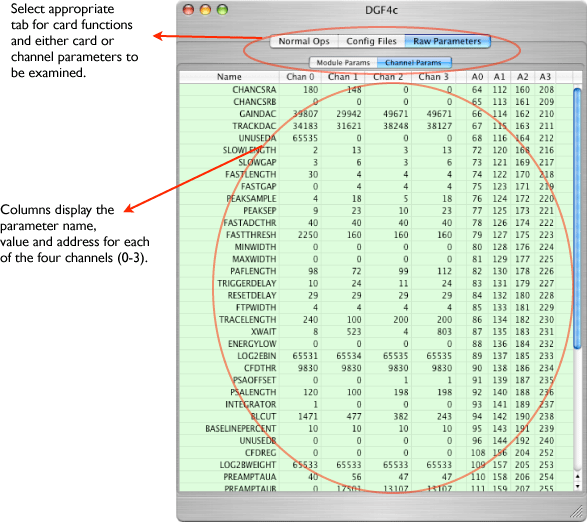 Select appropriate
tab for card functions
and either card or
channel parameters to
be examined.
Columns display the
parameter name,
value and address for each
of the four channels (0-3).
DGF4c
Normal Ops Config Files Raw Parameters
Module Params Channel Params
Name Chan 0 Chan 1 Chan 2 Chan 3 A0 A1 A2 A3
CHANCSRA 180 148 0 0 64 112 160 208
CHANCSRB 0 0 0 0 65 113 161 209
GAINDAC 39807 29942 49671 49671 66 114 162 210
TRACKDAC 34183 31621 38248 38127 67 115 163 211
UNUSEDA 65535 0 0 0 68 116 164 212
SLOWLENGTH 2 13 3 13 72 120 168 216
SLOWGAP 3 6 3 6 73 121 169 217
FASTLENGTH 30 4 4 4 74 122 170 218
FASTGAP 0 4 4 4 75 123 171 219
PEAKSAMPLE 4 18 5 18 76 124 172 220
PEAKSEP 9 23 10 23 77 125 173 221
FASTADCTHR 40 40 40 40 78 126 174 222
FASTTHRESH 2250 160 160 160 79 127 175 223
MINWIDTH 0 0 0 0 80 128 176 224
MAXWIDTH 0 0 0 0 81 129 177 225
PAFLENGTH 98 72 99 112 82 130 178 226
TRIGGERDELAY 10 24 11 24 83 131 179 227
RESETDELAY 29 29 29 29 84 132 180 228
FTPWIDTH 4 4 4 4 85 133 181 229
TRACELENGTH 240 100 200 200 86 134 182 230
XWAIT 8 523 4 803 87 135 183 231
ENERGYLOW 0 0 0 0 88 136 184 232
LOG2EBIN 65531 65534 65535 65535 89 137 185 233
CFDTHR 9830 9830 9830 9830 90 138 186 234
PSAOFFSET 0 0 1 1 91 139 187 235
PSALENGTH 120 100 198 198 92 140 188 236
INTEGRATOR 1 0 0 0 93 141 189 237
BLCUT 1471 477 382 243 94 142 190 238
BASELINEPERCENT 10 10 10 10 95 143 191 239
UNUSEDB 0 0 0 0 96 144 192 240
CFDREG 0 0 0 0 108 156 204 252
LOG2BWEIGHT 65533 65533 65533 65533 109 157 205 253
PREAMPTAUA 40 56 47 47 110 158 206 254
PREAMPTAUB 0 17501 13107 13107 111 159 207 255